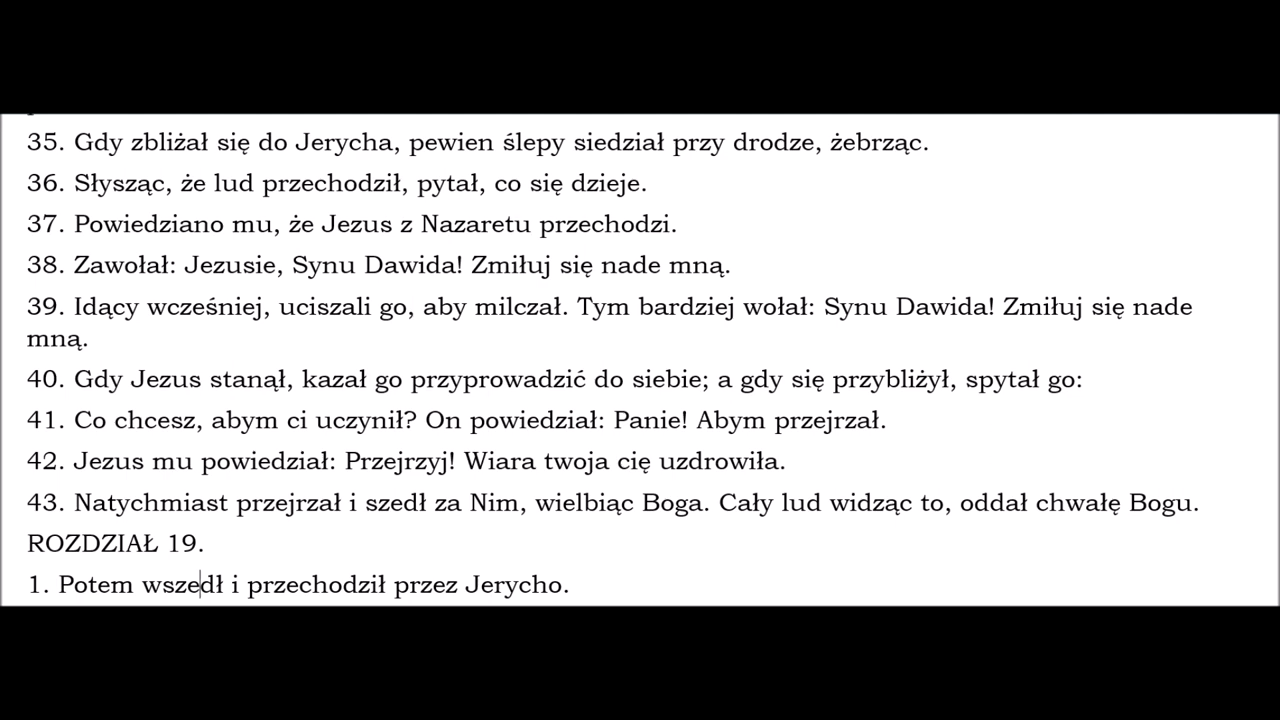 35. Gdy zbliżał się do Jerycha, pewien ślepy siedział przy drodze, żebrząc.
36. Słysząc, że lud przechodził, pytał, co się dzieje.
37. Powiedziano mu, że Jezus z Nazaretu przechodzi.
38. Zawołał: Jezusie, Synu Dawida! Zmiłuj się nade mną.
39. Idący wcześniej, uciszali go, aby milczał. Tym bardziej wołał: Synu Dawida! Zmiłuj się nade
mną.
40. Gdy Jezus stanął, kazał go przyprowadzić do siebie; a gdy się przybliżył, spytał go:
41. Co chcesz, abym ci uczynił? On powiedział: Panie! Abym przejrzał.
42. Jezus mu powiedział: Przejrzyj! Wiara twoja cię uzdrowiła.
43. Natychmiast przejrzał i szedł za Nim, wielbiąc Boga. Cały lud widząc to, oddał chwałę Bogu.
ROZDZIAŁ 19.
1. Potem wszedł i przechodził przez Jerycho.